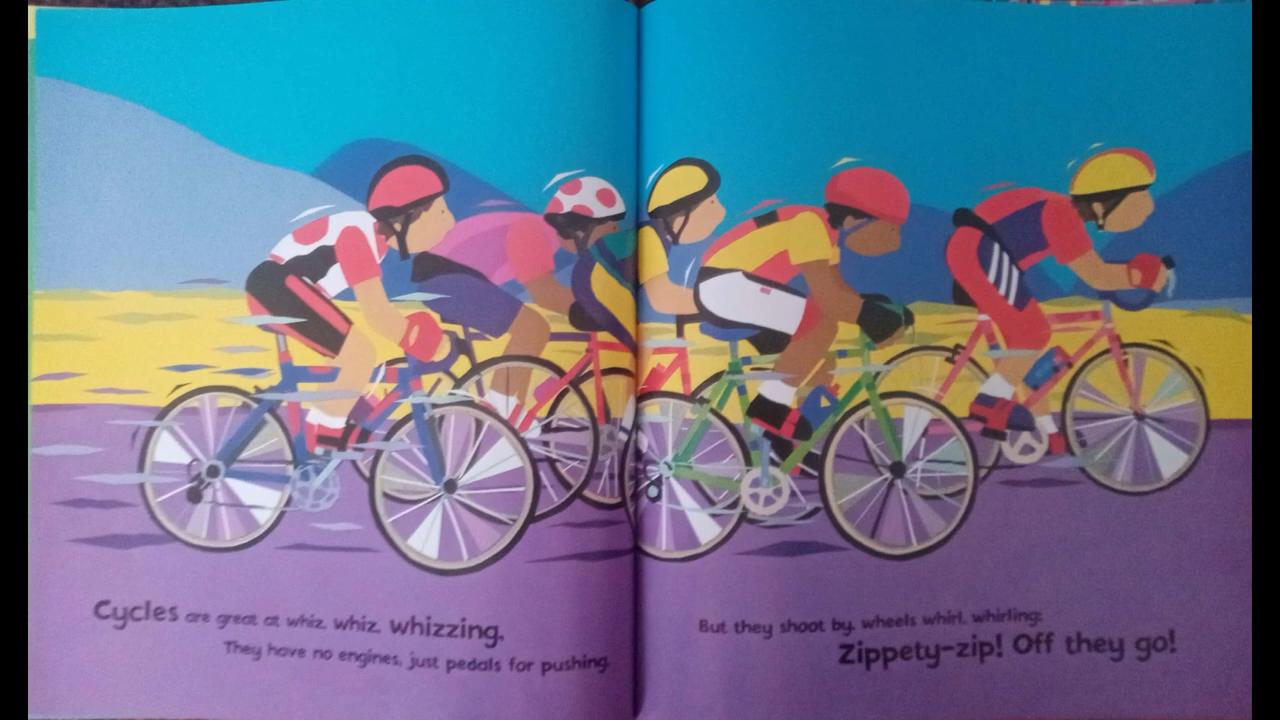 Cycles are great at whiz, whiz, whizzing,
They have no engines, just pedals for pushing.
But they shoot by, wheels whirl, whirling:
Zippety-zip! Off they go!